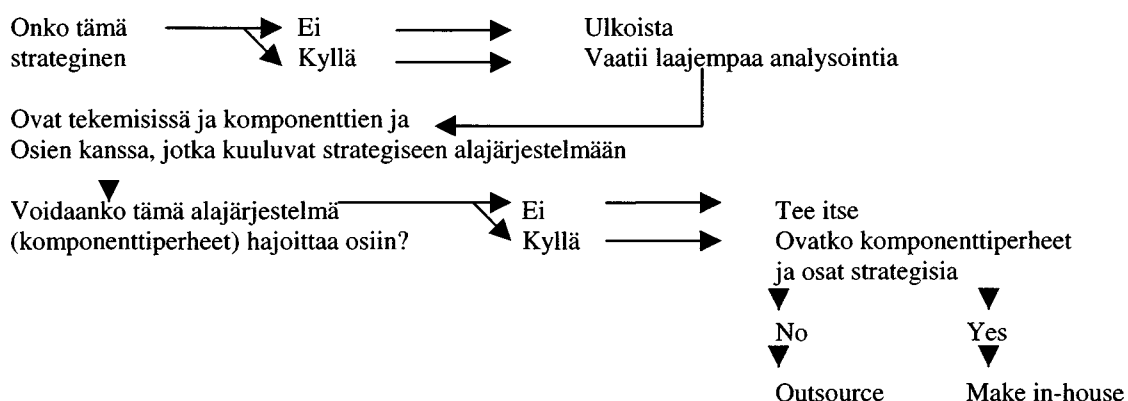 Onko tämä Ei Ulkoista
strateginen Kyllä Vaatii laajempaa analysointia
Ovat tekemisissä ja komponenttien ja
Osien kanssa, jotka kuuluvat strategiseen alajärjestelmään
Voidaanko tämä alajärjestelmä Ei Tee itse
(komponenttiperheet) hajoittaa osiin? Kyllä Ovatko komponenttiperheet
ja osat strategisia
No Yes
Outsource Make in-house